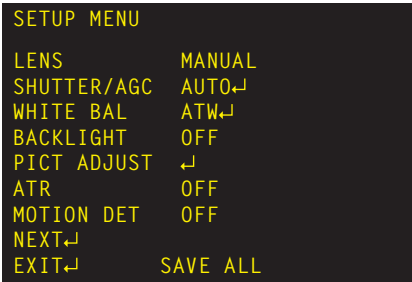 SETUP MENU
LENS MANUAL
SHUTTER/AGC AUTO↵
WHITE BAL ATW↵
BACKLIGHT OFF
PICT ADJUST ↵
ATR OFF
MOTION DET OFF
NEXT↵
EXIT↵ SAVE ALL